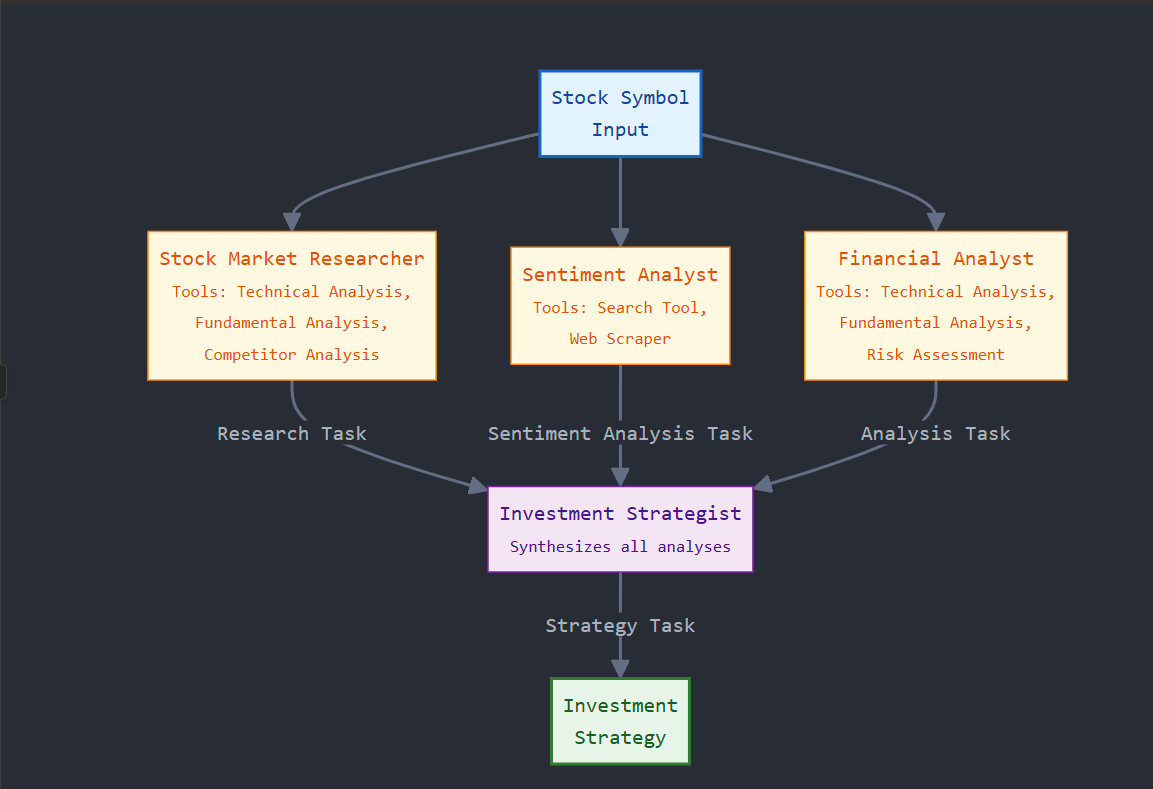 Stock Symbol
Input
Stock Market Researcher
Tools: Technical Analysis,
Fundamental Analysis,
Competitor Analysis
Sentiment Analyst
Tools: Search Tool,
Web Scraper
Financial Analyst
Tools: Technical Analysis,
Fundamental Analysis,
Risk Assessment
Research Task
Sentiment Analysis Task
Analysis Task
Investment Strategist
Synthesizes all analyses
Strategy Task
Investment
Strategy